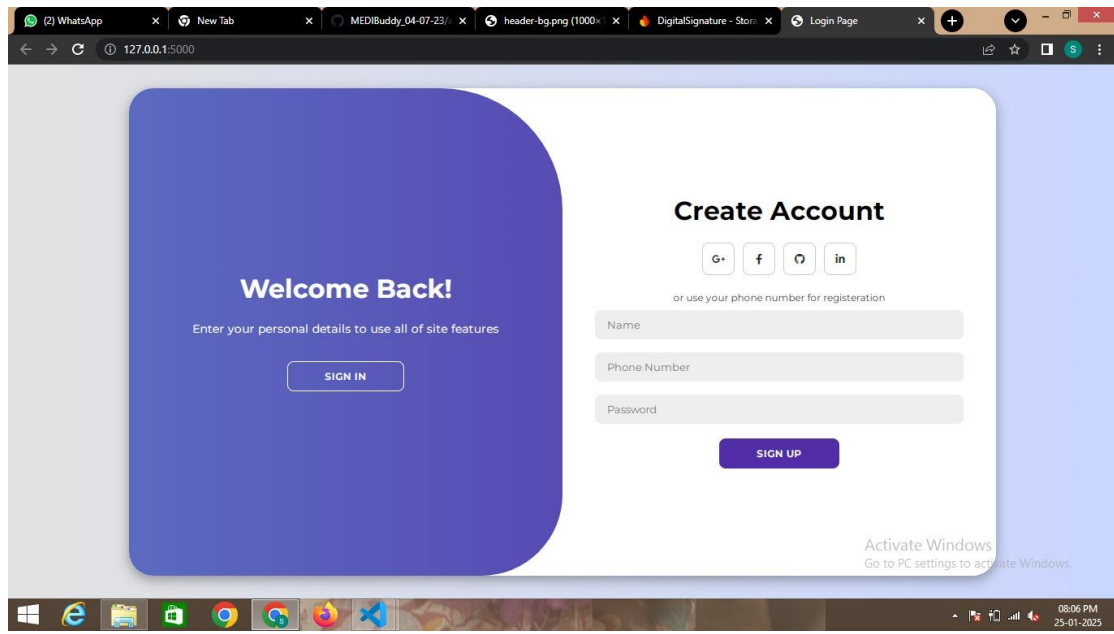 (2) WhatsApp
New Tab
MEDIBuddy_04-07-23/
header-bg.png (1000×1
DigitalSignature - Stora
Login Page
127.0.0.1:5000
S
Create Account
G+ f in
or use your phone number for registeration
Name
Phone Number
Password
SIGN UP
Welcome Back!
Enter your personal details to use all of site features
SIGN IN
Activate Windows
Go to PC settings to activate Windows.
08:06 PM
25-01-2025